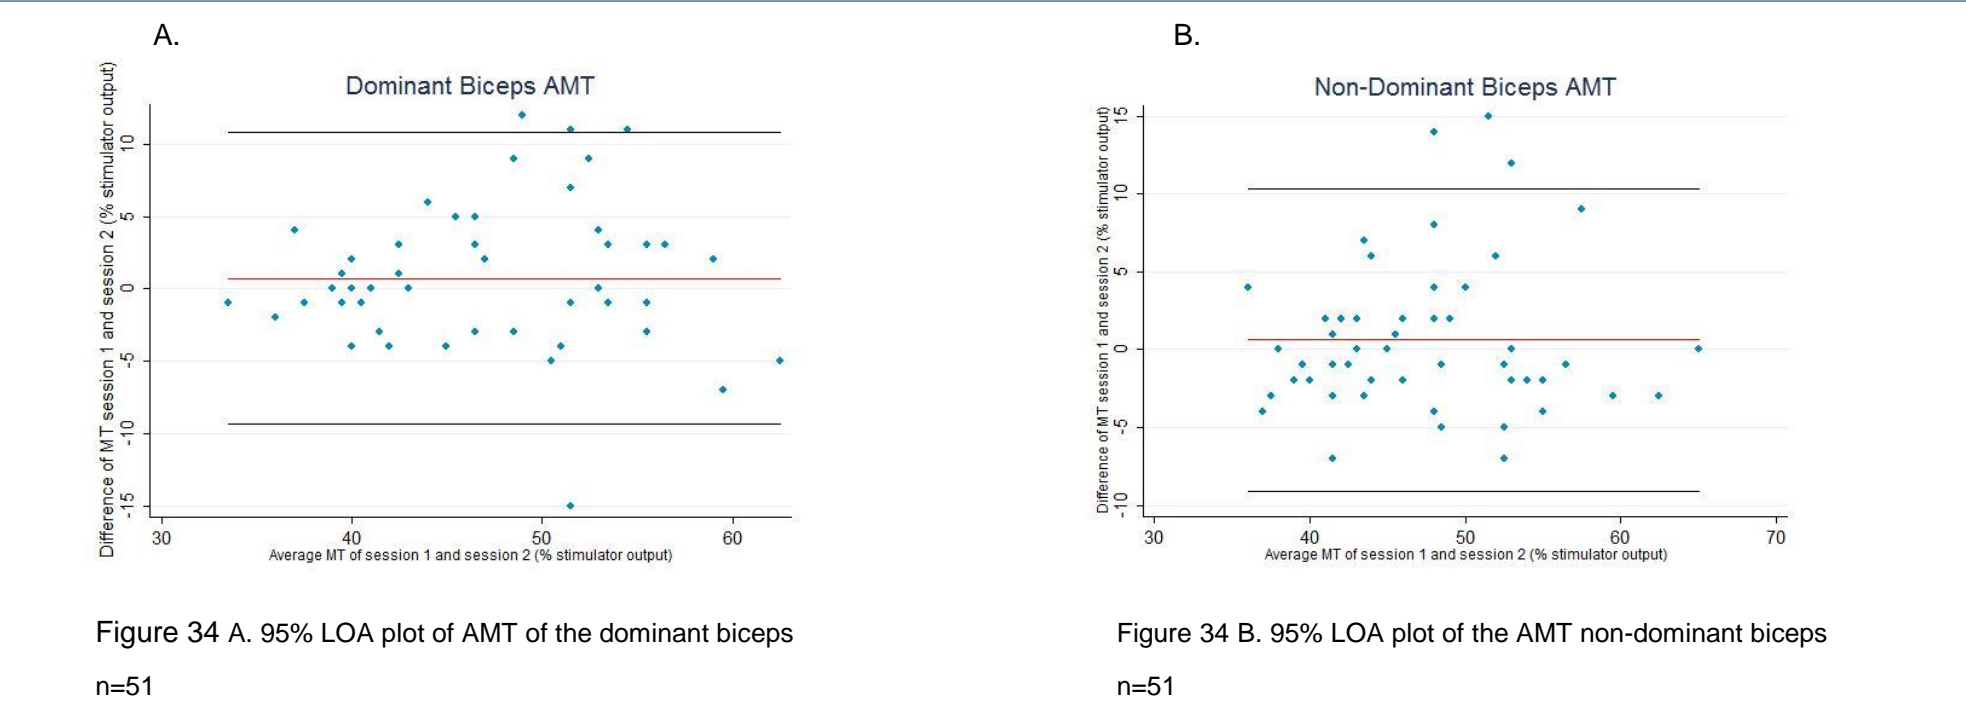 A.
Dominant Biceps AMT
Difference of MT session 1 and session 2 (% stimulator output)
10
5
0
-5
-10
-15
30
40
50
60
Average MT of session 1 and session 2 (% stimulator output)
Figure 34 A. 95% LOA plot of AMT of the dominant biceps
n=51
B.
Non-Dominant Biceps AMT
Difference of MT session 1 and session 2 (% stimulator output)
15
10
5
0
-5
-10
30
40
50
60
70
Average MT of session 1 and session 2 (% stimulator output)
Figure 34 B. 95% LOA plot of the AMT non-dominant biceps
n=51